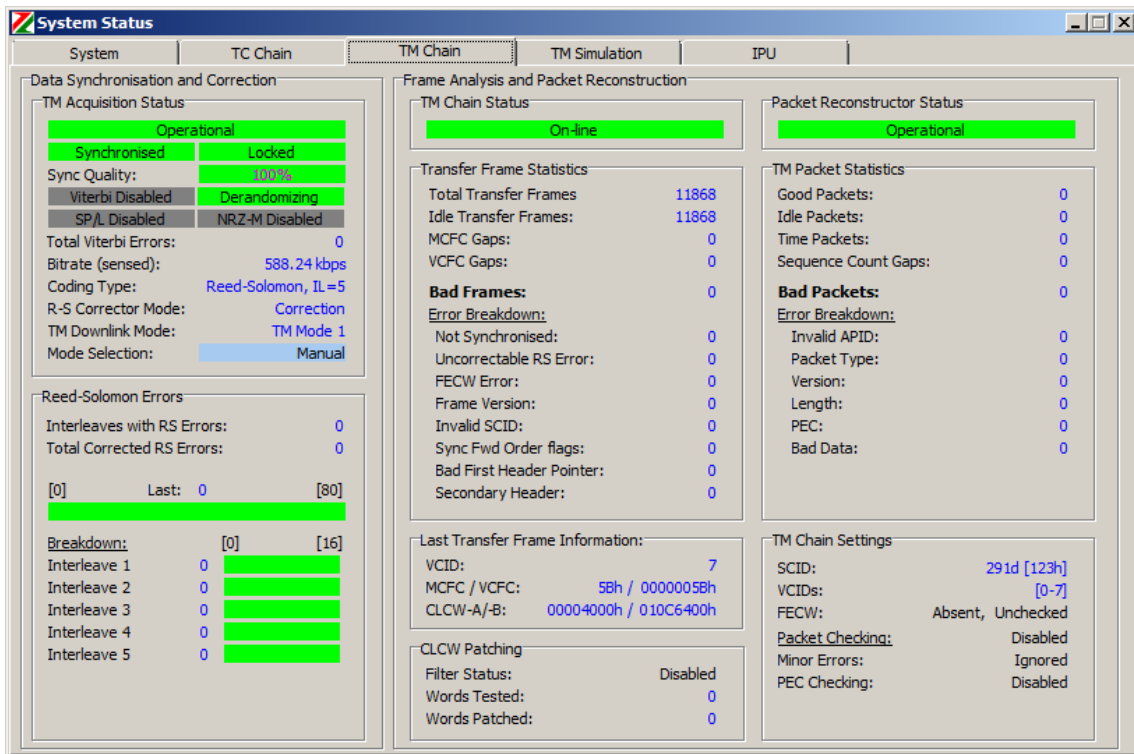 System Status
System TC Chain TM Chain TM Simulation IPU
Data Synchronisation and Correction
TM Acquisition Status
Operational
Synchronised Locked
Sync Quality: 100%
Viterbi Disabled Derandomizing
SP/L Disabled NRZ-M Disabled
Total Viterbi Errors: 0
Bitrate (sensed): 588.24 kbps
Coding Type: Reed-Solomon, IL=5
R-S Corrector Mode: Correction
TM Downlink Mode: TM Mode 1
Mode Selection: Manual
Reed-Solomon Errors
Interleaves with RS Errors: 0
Total Corrected RS Errors: 0
[0] Last: 0 [80]
Breakdown: [0] [16]
Interleave 1 0
Interleave 2 0
Interleave 3 0
Interleave 4 0
Interleave 5 0
Frame Analysis and Packet Reconstruction
TM Chain Status
On-line
Transfer Frame Statistics
Total Transfer Frames 11868
Idle Transfer Frames: 11868
MCFC Gaps: 0
VCFC Gaps: 0
Bad Frames: 0
Error Breakdown:
Not Synchronised: 0
Uncorrectable RS Error: 0
FECW Error: 0
Frame Version: 0
Invalid SCID: 0
Sync Fwd Order flags: 0
Bad First Header Pointer: 0
Secondary Header: 0
Last Transfer Frame Information:
VCID: 7
MCFC / VCFC: 5Bh / 0000005Bh
CLCW-A/-B: 00004000h / 010C6400h
CLCW Patching
Filter Status: Disabled
Words Tested: 0
Words Patched: 0
Packet Reconstructor Status
Operational
TM Packet Statistics
Good Packets: 0
Idle Packets: 0
Time Packets: 0
Sequence Count Gaps: 0
Bad Packets: 0
Error Breakdown:
Invalid APID: 0
Packet Type: 0
Version: 0
Length: 0
PEC: 0
Bad Data: 0
TM Chain Settings
SCID: 291d [123h]
VCIDs: [0-7]
FECW: Absent, Unchecked
Packet Checking: Disabled
Minor Errors: Ignored
PEC Checking: Disabled